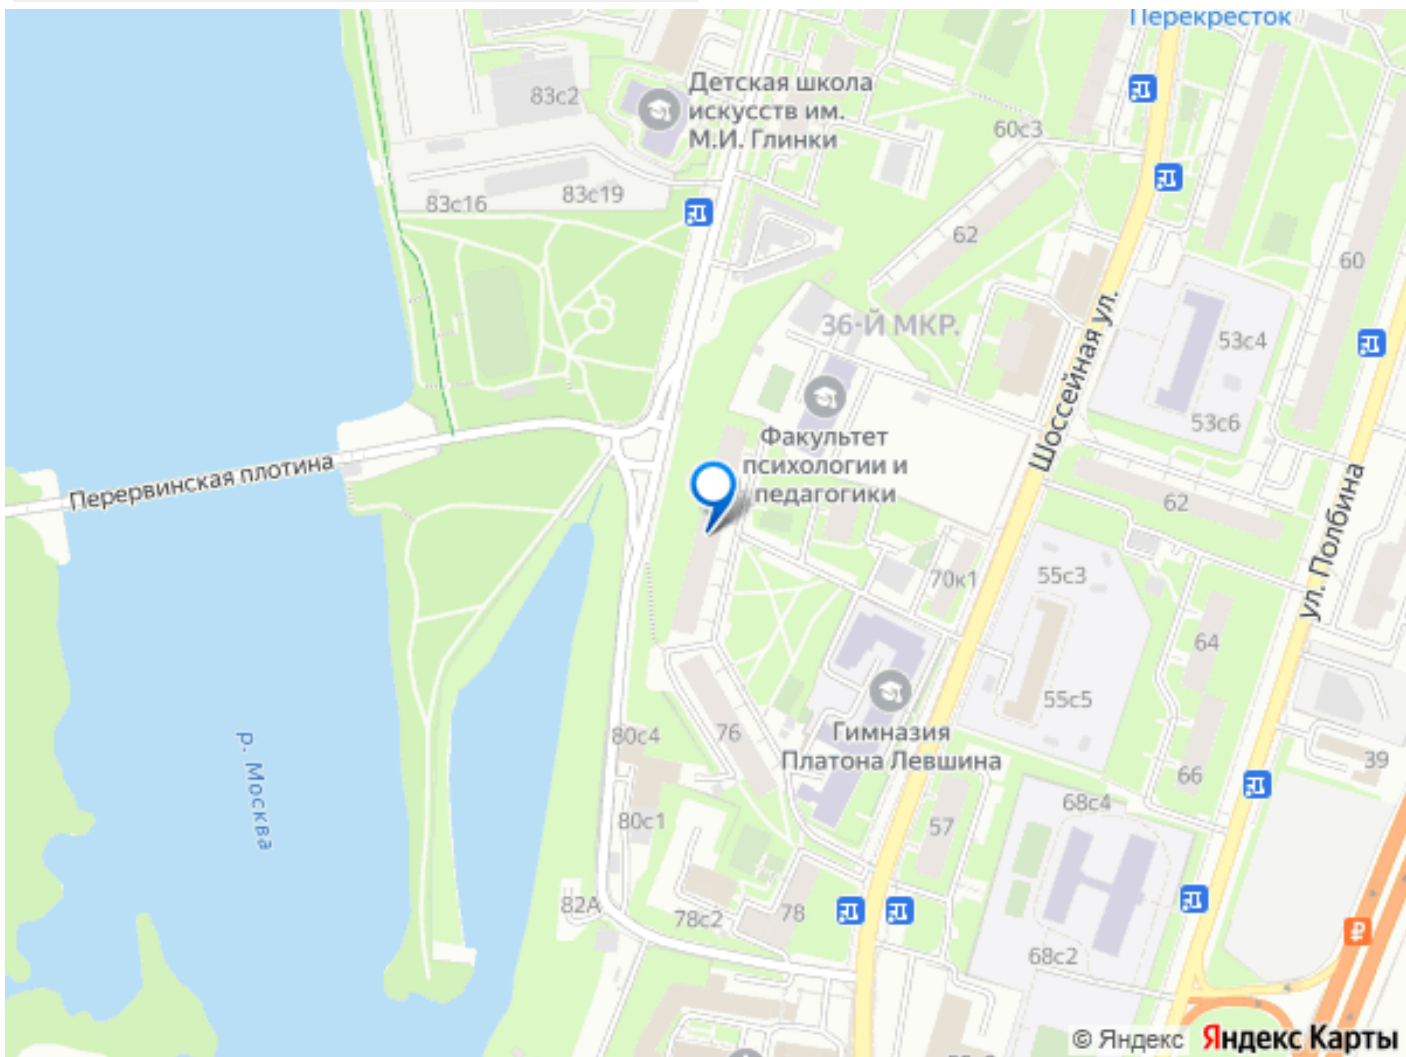 Перекресток
Детская школа
искусств им.
М.И. Глинки
83с2
60с3
83с16
83с19
62
60
36-Й МКР.
53с4
53с6
Шоссейная ул.
Факультет
психологии и
педагогики
Перервинская плотина
62
ул. Полбина
70к1
55с3
64
55с5
Гимназия
Платона Левшина
р. Москва
80с4
76
66
39
80с1
57
68с4
82А
78с2
78
68с2
© Яндекс Яндекс Карты